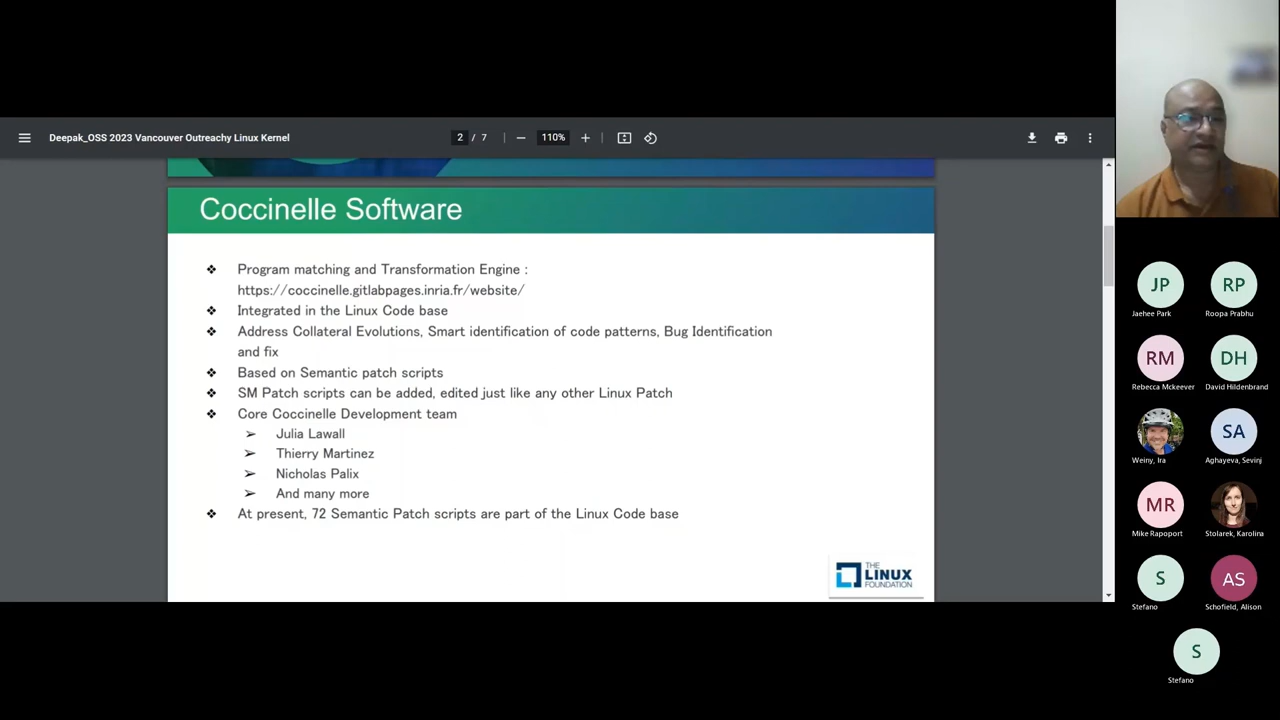 Deepak_OSS 2023 Vancouver Outreachy Linux Kernel
2 / 7
110%
Coccinelle Software
❖ Program matching and Transformation Engine :
https://coccinelle.gitlabpages.inria.fr/website/
❖ Integrated in the Linux Code base
❖ Address Collateral Evolutions, Smart identification of code patterns, Bug Identification
and fix
❖ Based on Semantic patch scripts
❖ SM Patch scripts can be added, edited just like any other Linux Patch
❖ Core Coccinelle Development team
➢ Julia Lawall
➢ Thierry Martinez
➢ Nicholas Palix
➢ And many more
❖ At present, 72 Semantic Patch scripts are part of the Linux Code base
THE
LINUX
FOUNDATION
JP
Jaehee Park
RP
Roopa Prabhu
RM
Rebecca Mckeever
DH
David Hildenbrand
Weiny, Ira
SA
Aghayeva, Sevinj
MR
Mike Rapoport
Stolarek, Karolina
S
Stefano
AS
Schofield, Alison
S
Stefano